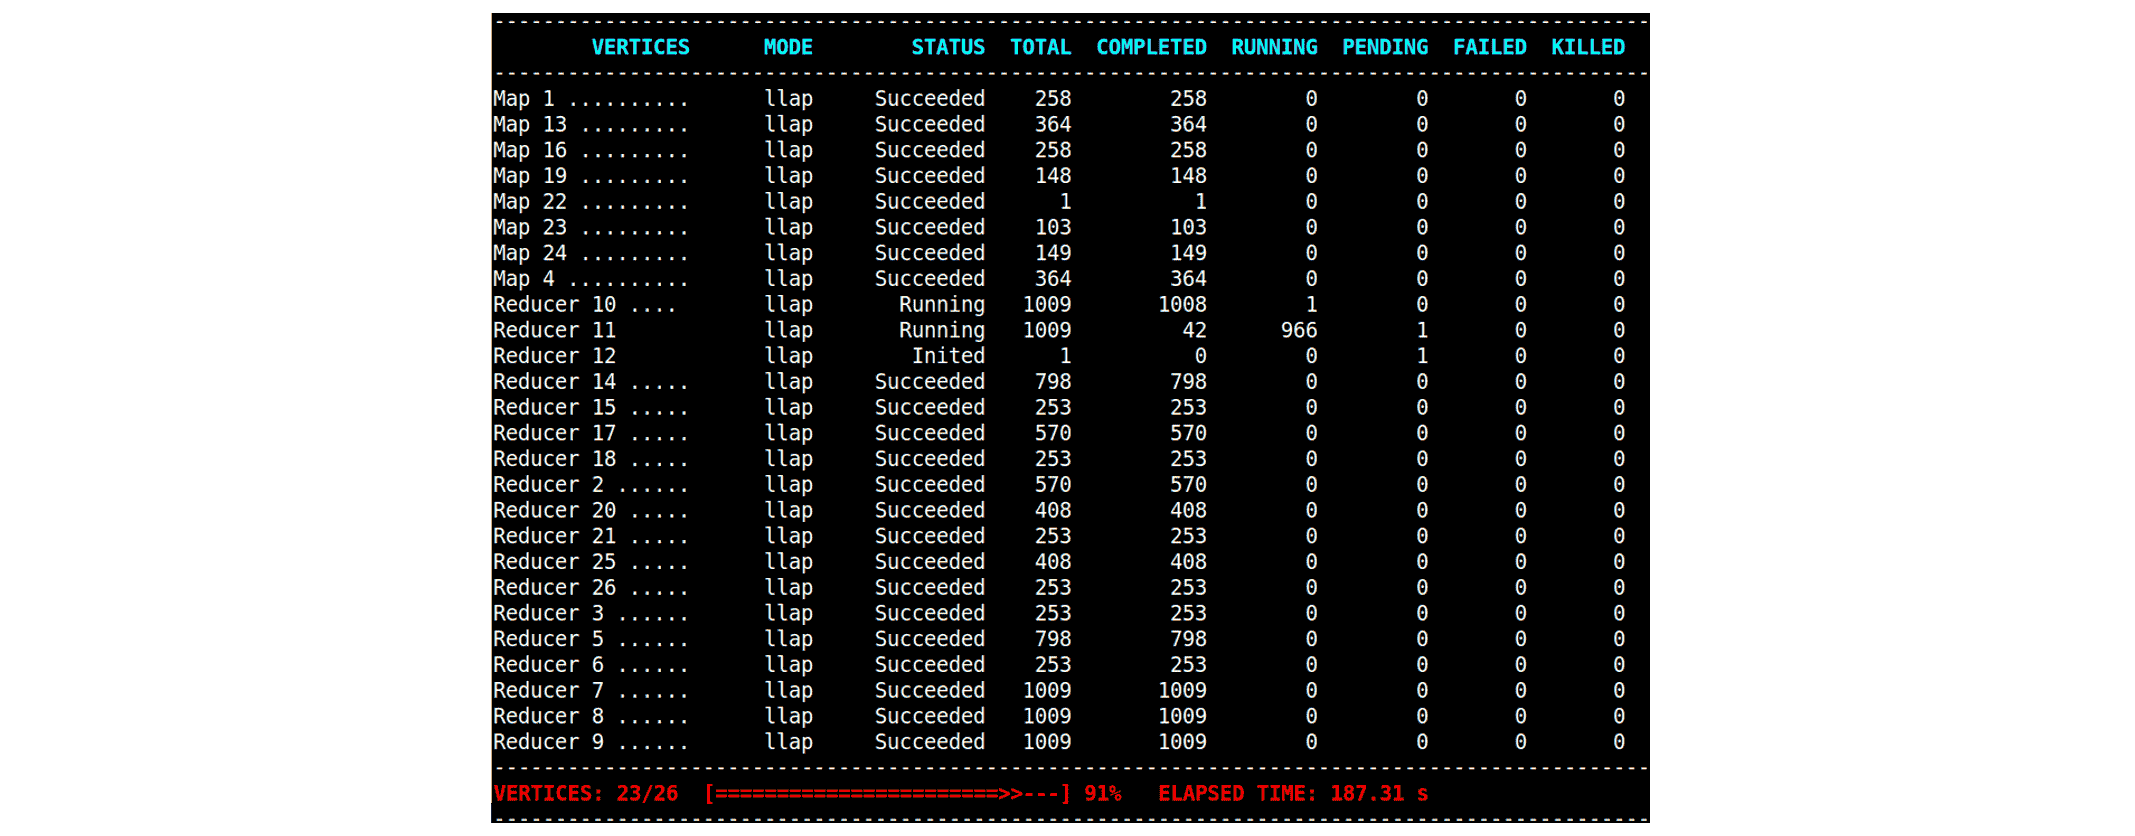 ----------------------------------------------------------------------------------------------
        VERTICES      MODE        STATUS  TOTAL  COMPLETED  RUNNING  PENDING  FAILED  KILLED
----------------------------------------------------------------------------------------------
Map 1 ..........      llap     Succeeded    258        258        0        0       0       0
Map 13 .........      llap     Succeeded    364        364        0        0       0       0
Map 16 .........      llap     Succeeded    258        258        0        0       0       0
Map 19 .........      llap     Succeeded    148        148        0        0       0       0
Map 22 .........      llap     Succeeded      1          1        0        0       0       0
Map 23 .........      llap     Succeeded    103        103        0        0       0       0
Map 24 .........      llap     Succeeded    149        149        0        0       0       0
Map 4 ..........      llap     Succeeded    364        364        0        0       0       0
Reducer 10 ....       llap       Running   1009       1008        1        0       0       0
Reducer 11            llap       Running   1009         42      966        1       0       0
Reducer 12            llap        Inited      1          0        0        1       0       0
Reducer 14 .....      llap     Succeeded    798        798        0        0       0       0
Reducer 15 .....      llap     Succeeded    253        253        0        0       0       0
Reducer 17 .....      llap     Succeeded    570        570        0        0       0       0
Reducer 18 .....      llap     Succeeded    253        253        0        0       0       0
Reducer 2 ......      llap     Succeeded    570        570        0        0       0       0
Reducer 20 .....      llap     Succeeded    408        408        0        0       0       0
Reducer 21 .....      llap     Succeeded    253        253        0        0       0       0
Reducer 25 .....      llap     Succeeded    408        408        0        0       0       0
Reducer 26 .....      llap     Succeeded    253        253        0        0       0       0
Reducer 3 ......      llap     Succeeded    253        253        0        0       0       0
Reducer 5 ......      llap     Succeeded    798        798        0        0       0       0
Reducer 6 ......      llap     Succeeded    253        253        0        0       0       0
Reducer 7 ......      llap     Succeeded   1009       1009        0        0       0       0
Reducer 8 ......      llap     Succeeded   1009       1009        0        0       0       0
Reducer 9 ......      llap     Succeeded   1009       1009        0        0       0       0
----------------------------------------------------------------------------------------------
VERTICES: 23/26  [=======================>>---] 91%   ELAPSED TIME: 187.31 s
----------------------------------------------------------------------------------------------